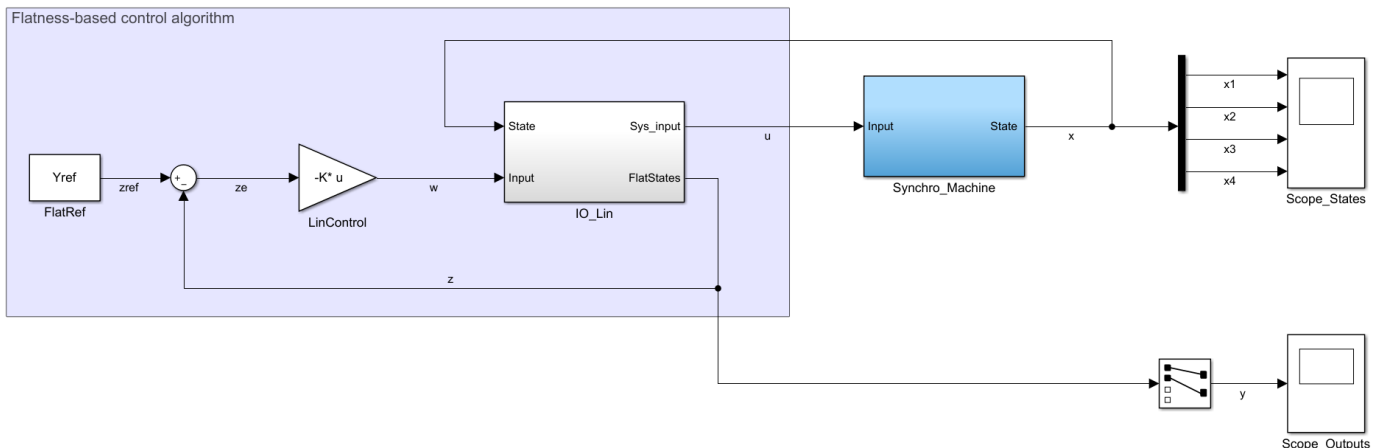 Flatness-based control algorithm
Yref
FlatRef
zref
+
_
ze
-K* u
LinControl
w
State
Input
Sys_input
FlatStates
IO_Lin
z
u
Input
State
Synchro_Machine
x
x1
x2
x3
x4
Scope_States
y
Scope_Outputs